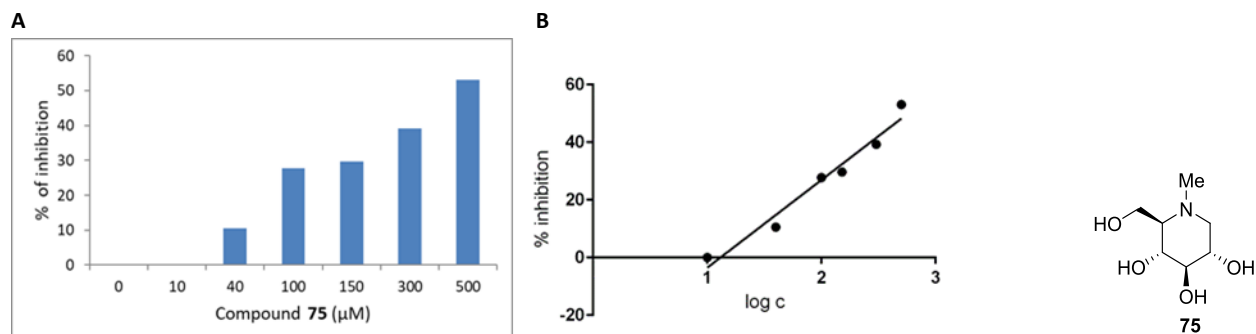 A
% of inhibition
60
50
40
30
20
10
0
0 10 40 100 150 300 500
Compound 75 (µM)
B
% inhibition
60
40
20
0
-20
1 2 3
log c
Me
N
HO
HO
OH
OH
75